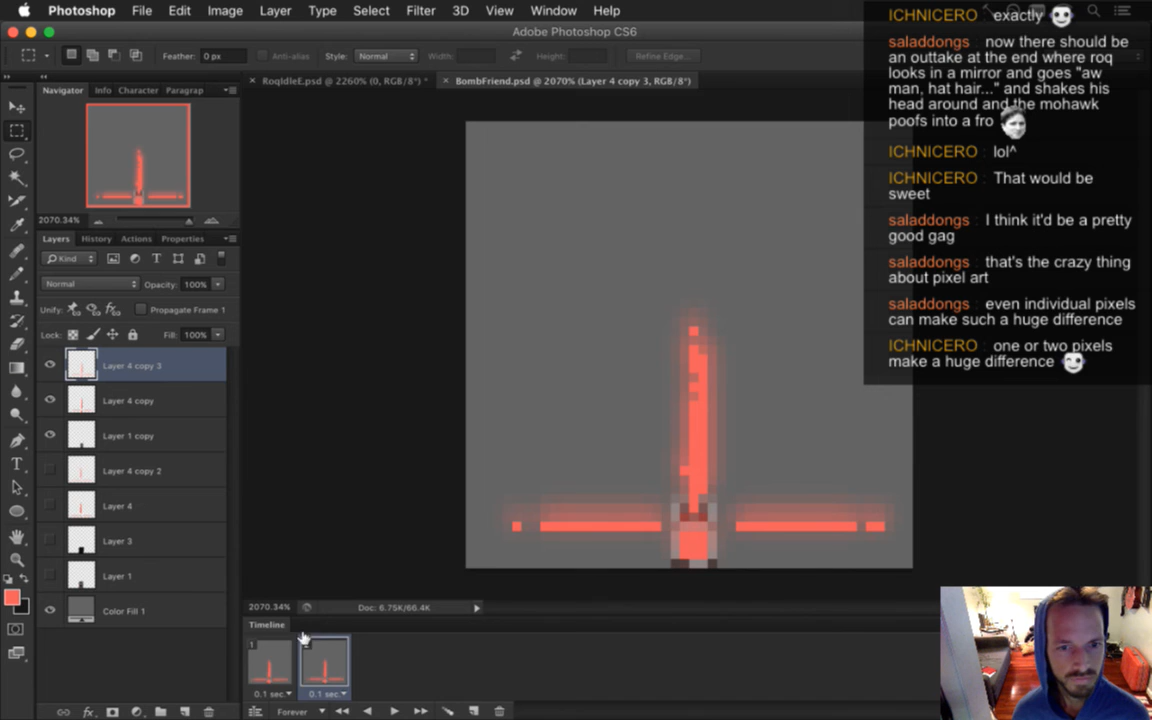 Photoshop File Edit Image Layer Type Select Filter 3D View Window Help
Adobe Photoshop CS6
Feather: 0 px Anti-alias Style: Normal Width: Height: Refine Edge...
RoqIdleE.psd @ 2260% (0, RGB/8*) * BombFriend.psd @ 2070% (Layer 4 copy 3, RGB/8*)
Navigator Info Character Paragrap
2070.34%
Layers History Actions Properties
Kind
Normal Opacity: 100%
Unify: Propagate Frame 1
Lock: Fill: 100%
Layer 4 copy 3
Layer 4 copy
Layer 1 copy
Layer 4 copy 2
Layer 4
Layer 3
Layer 1
Color Fill 1
2070.34% Doc: 6.75K/66.4K
Timeline
1
0.1 sec. 0.1 sec.
Forever
fx
ICHNICERO : exactly
saladdongs : now there should be
an outtake at the end where roq
looks in a mirror and goes "aw
man, hat hair..." and shakes his
head around and the mohawk
poofs into a fro
ICHNICERO : lol^
ICHNICERO : That would be
sweet
saladdongs : I think it'd be a pretty
good gag
saladdongs : that's the crazy thing
about pixel art
saladdongs : even individual pixels
can make such a huge difference
ICHNICERO : one or two pixels
make a huge difference